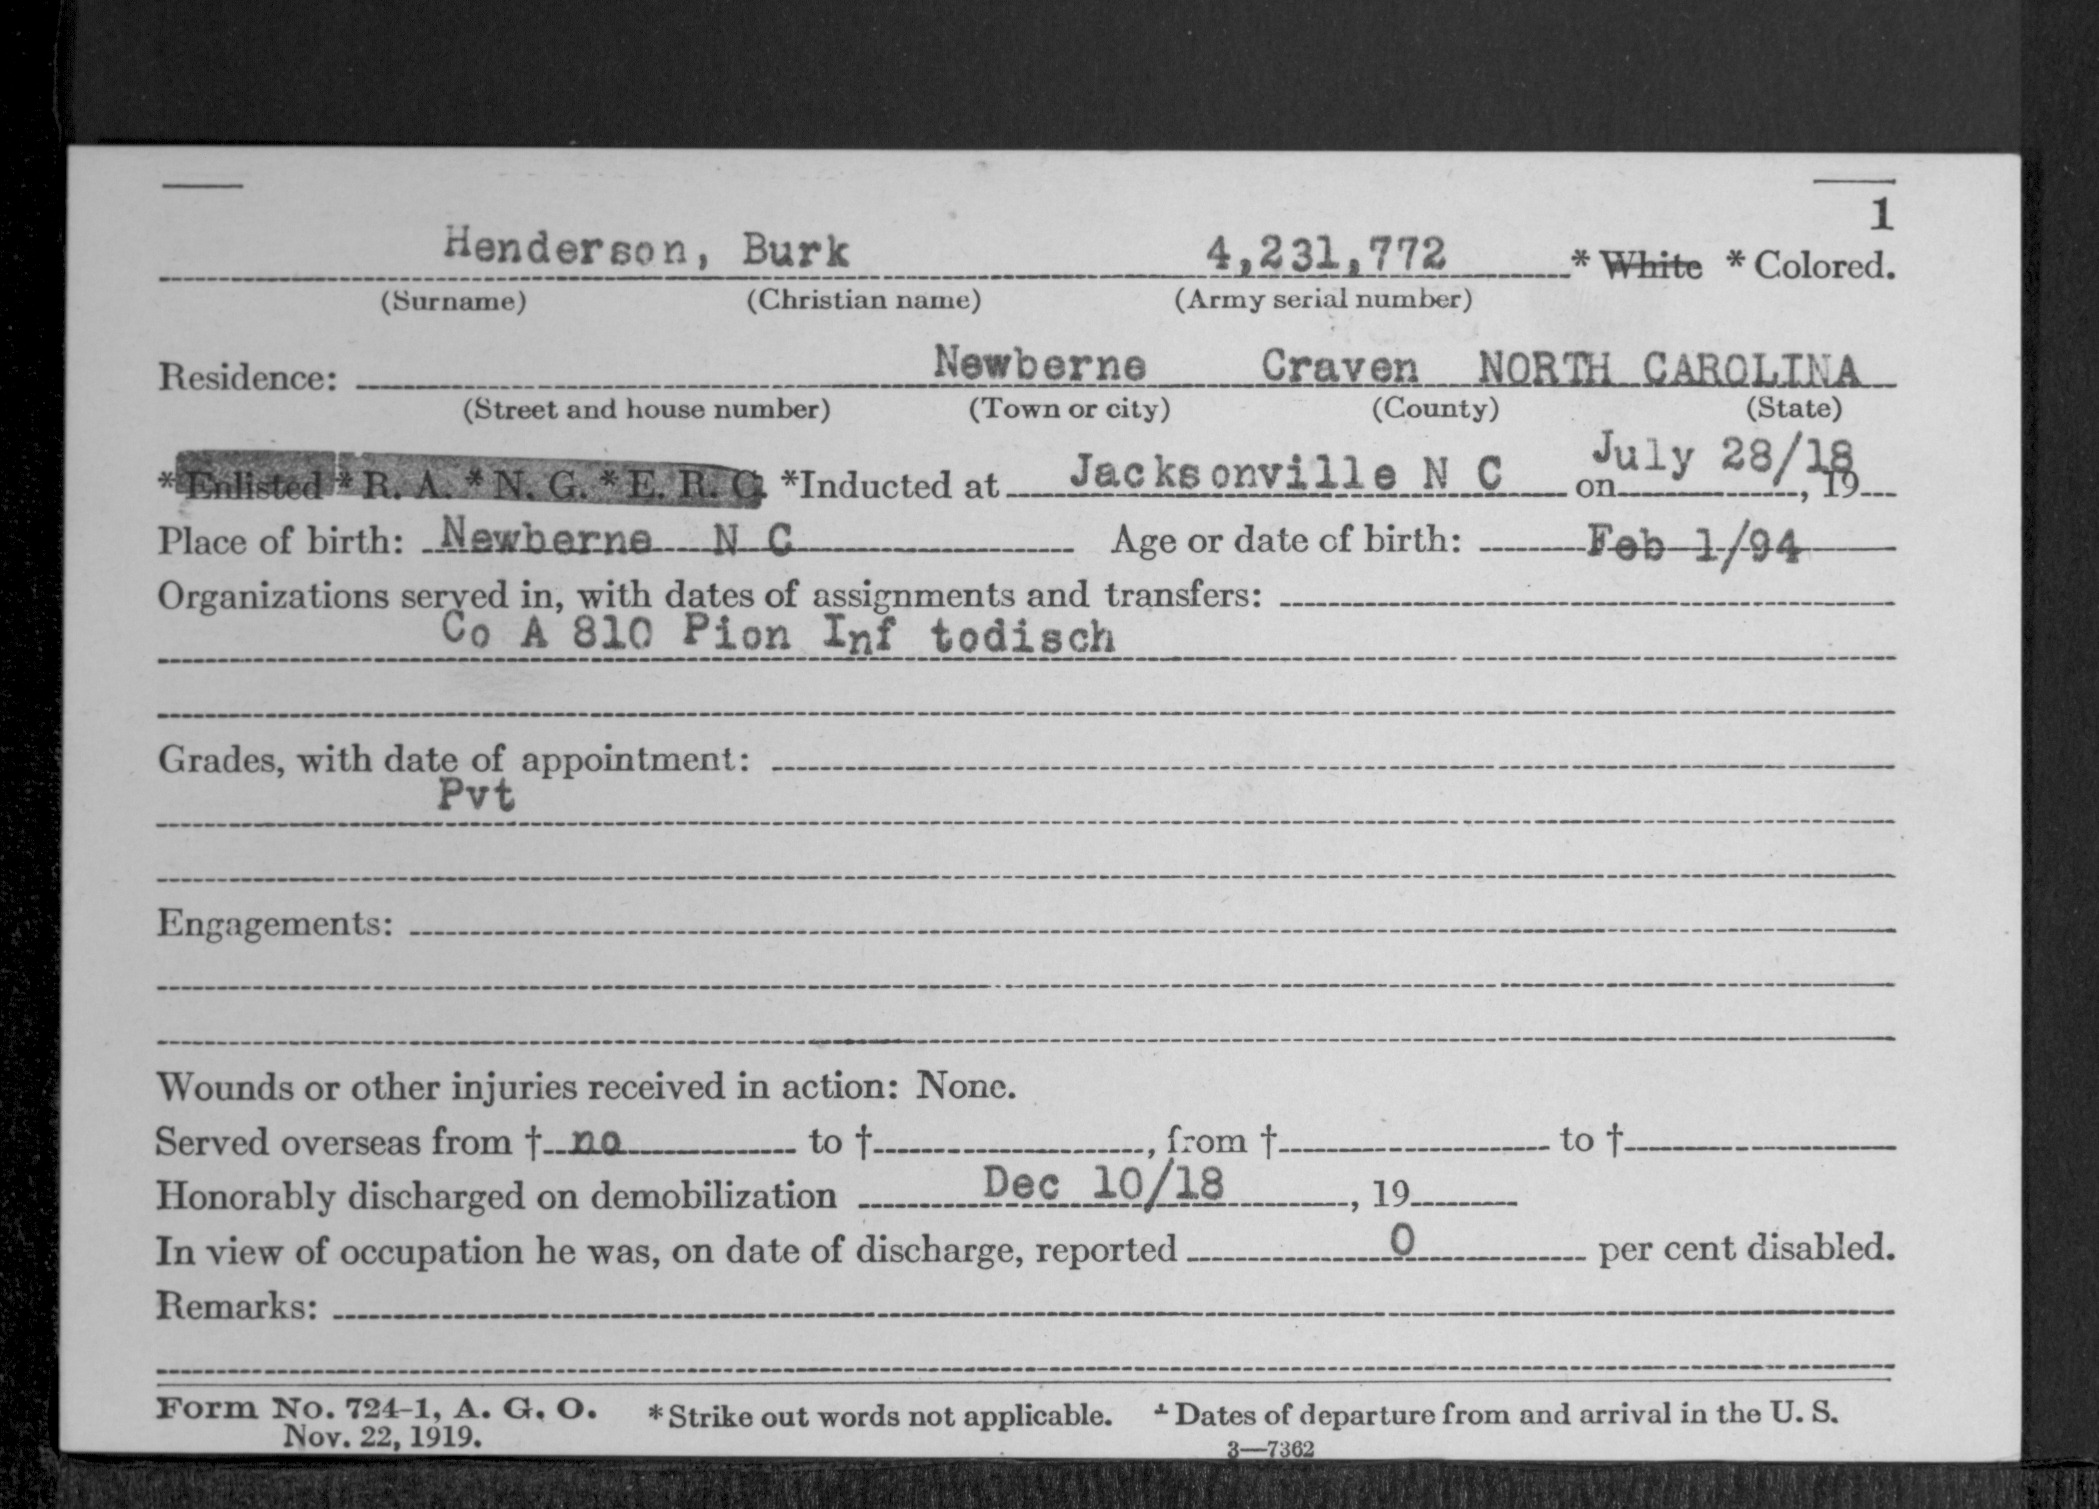 1
Henderson, Burk 4,231,772 * White * Colored.
(Surname) (Christian name) (Army serial number)
Residence: Newberne Craven NORTH CAROLINA
(Street and house number) (Town or city) (County) (State)
*Enlisted * R. A. * N. G. * E. R. C. *Inducted at Jacksonville N C on July 28/18, 19
Place of birth: Newberne N C Age or date of birth: Feb 1/94
Organizations served in, with dates of assignments and transfers:
Co A 810 Pion Inf todisch
Grades, with date of appointment:
Pvt
Engagements:
Wounds or other injuries received in action: None.
Served overseas from † no to †, from † to †
Honorably discharged on demobilization Dec 10/18, 19
In view of occupation he was, on date of discharge, reported 0 per cent disabled.
Remarks:
Form No. 724-1, A. G. O. * Strike out words not applicable. † Dates of departure from and arrival in the U. S.
Nov. 22, 1919.
3—7362